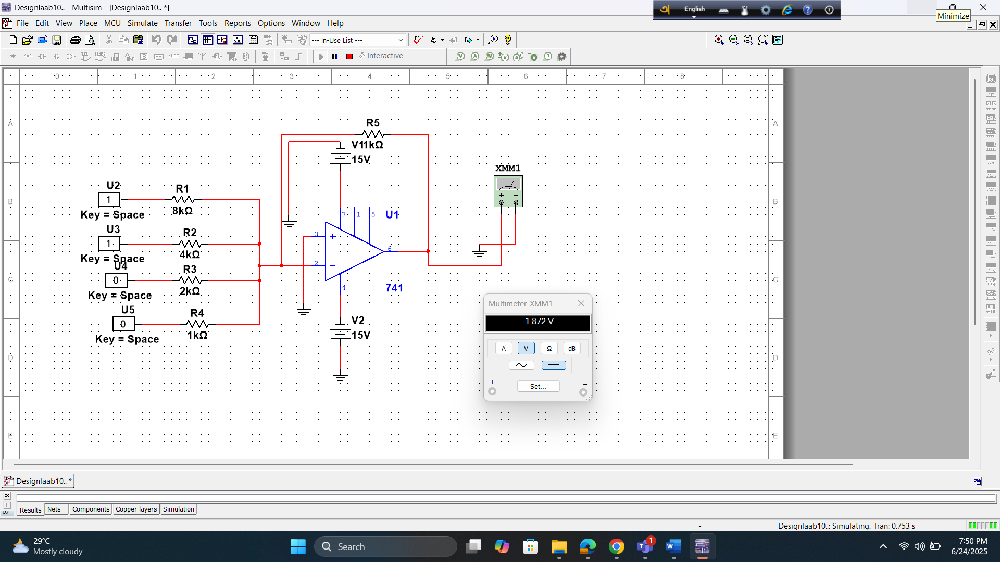 Designlaab10.. - Multisim - [Designlaab10.. *]
English
Minimize
File Edit View Place MCU Simulate Transfer Tools Reports Options Window Help
--- In-Use List ---
MISC
Interactive
0 1 2 3 4 5 6 7 8
A
A
R5
V11kΩ
15V
XMM1
U2
R1
B
1
B
8kΩ
Key = Space
7 1 5 U1
U3
R2
3
1
6
4kΩ
Key = Space
2
U4
R3
C
0
C
4
741
2kΩ
Key = Space
Multimeter-XMM1
U5
R4
V2
-1.872 V
0
1kΩ
15V
Key = Space
A V Ω dB
D
D
+ −
Set...
E
E
Designlaab10.. *
Results Nets Components Copper layers Simulation
-
Designlaab10..: Simulating. Tran: 0.753 s
29°C
Mostly cloudy
Search
1
7:50 PM
6/24/2025